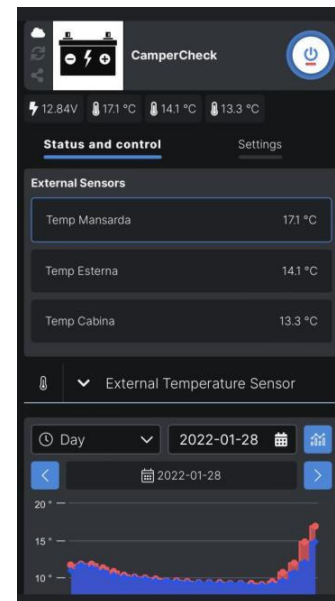 CamperCheck
12.84V 17.1 °C 14.1 °C 13.3 °C
Status and control Settings
External Sensors
Temp Mansarda 17.1 °C
Temp Esterna 14.1 °C
Temp Cabina 13.3 °C
External Temperature Sensor
Day 2022-01-28
2022-01-28
20 °
15 °
10 °